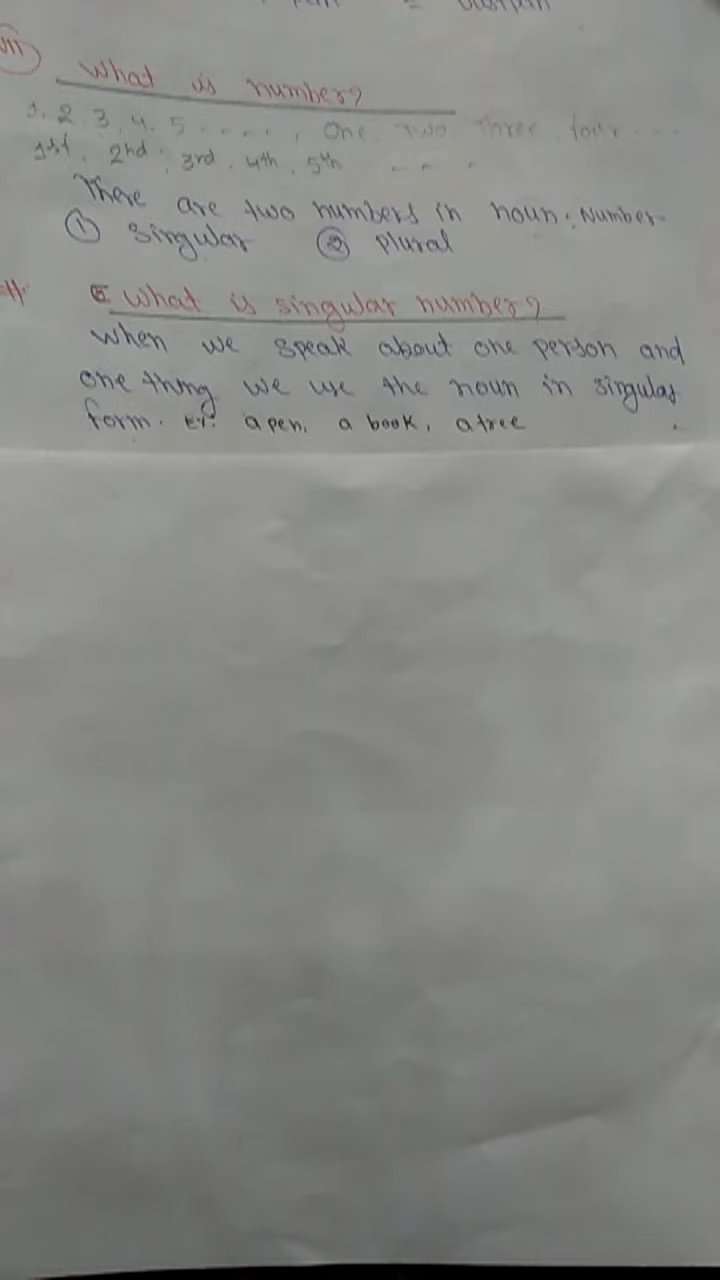 VII) What is number?
1. 2. 3. 4. 5 ....., One Two Three four ...
1st, 2nd, 3rd, 4th, 5th - - -
There are two numbers in noun: Number-
① Singular ② Plural
# What is singular number?
When we speak about one person and
one thing we use the noun in singular
form. Ex: a pen, a book, a tree